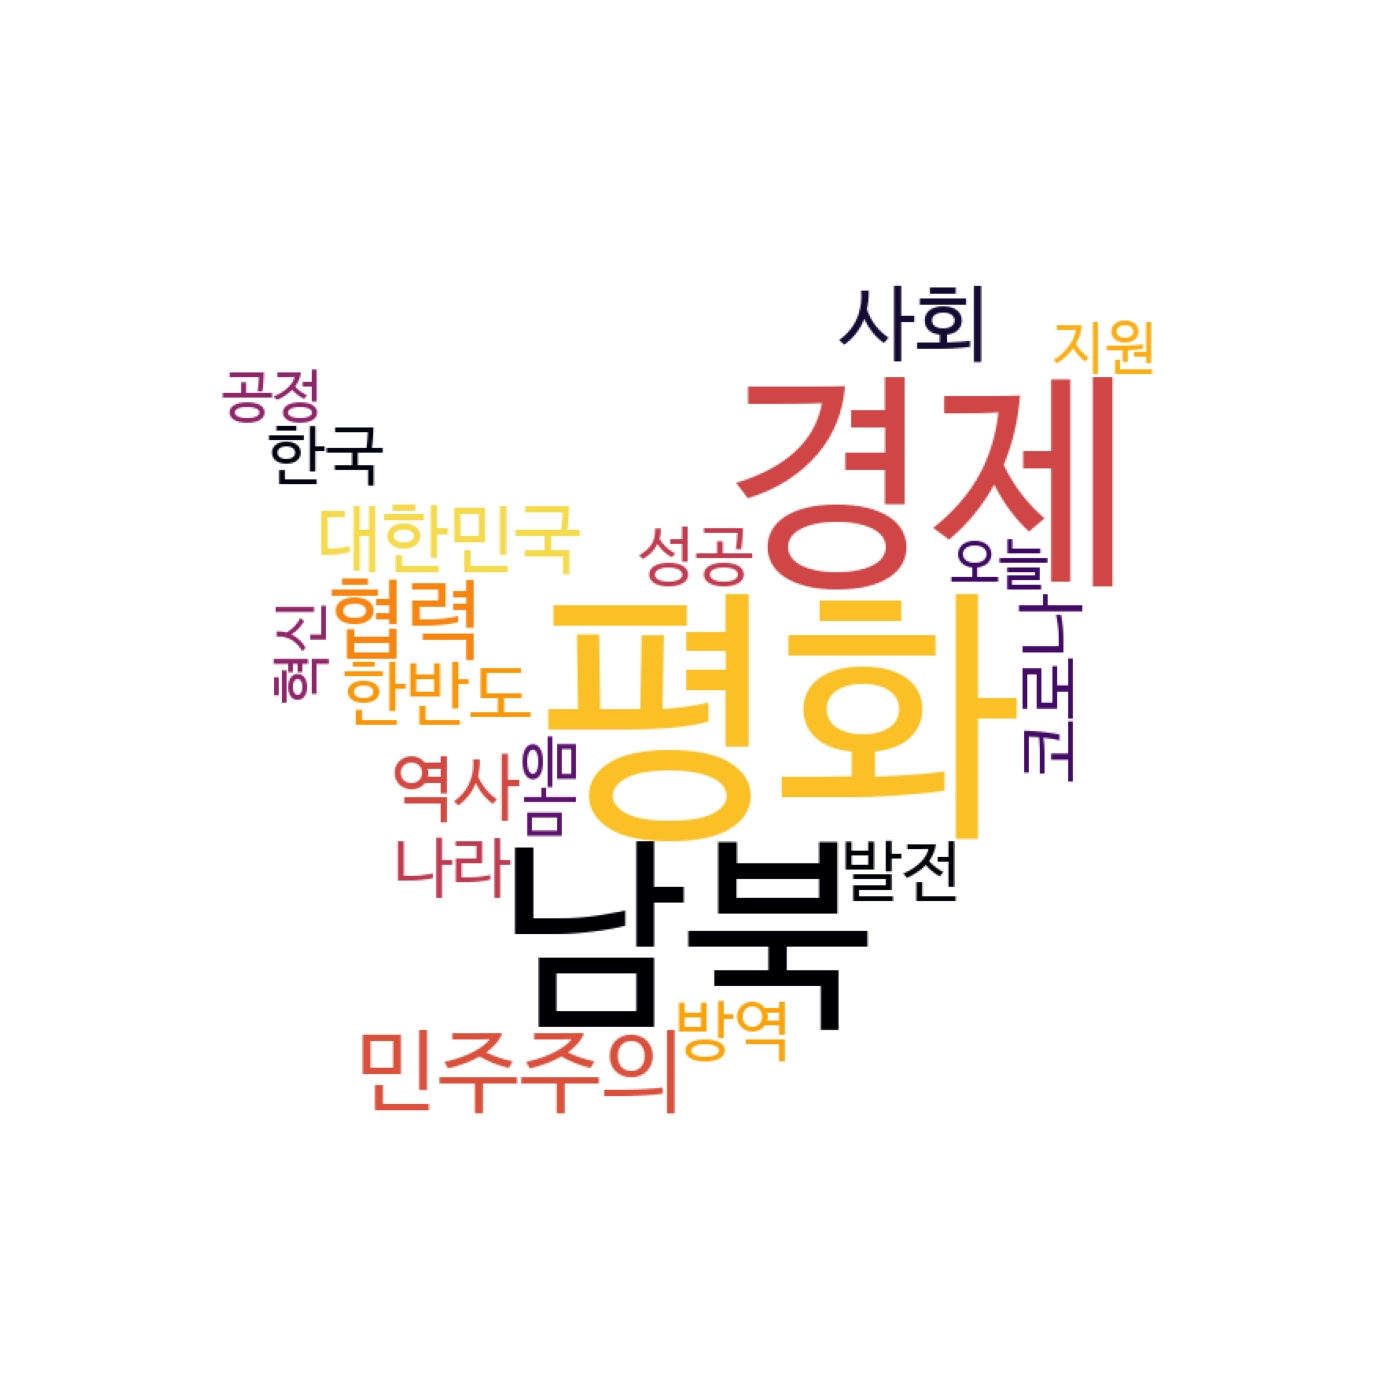 사회
지원
공정
경제
한국
대한민국
성공
오늘
협력
혁신
평화
코로나
한반도
역사
마음
나라
남북
발전
방역
민주주의